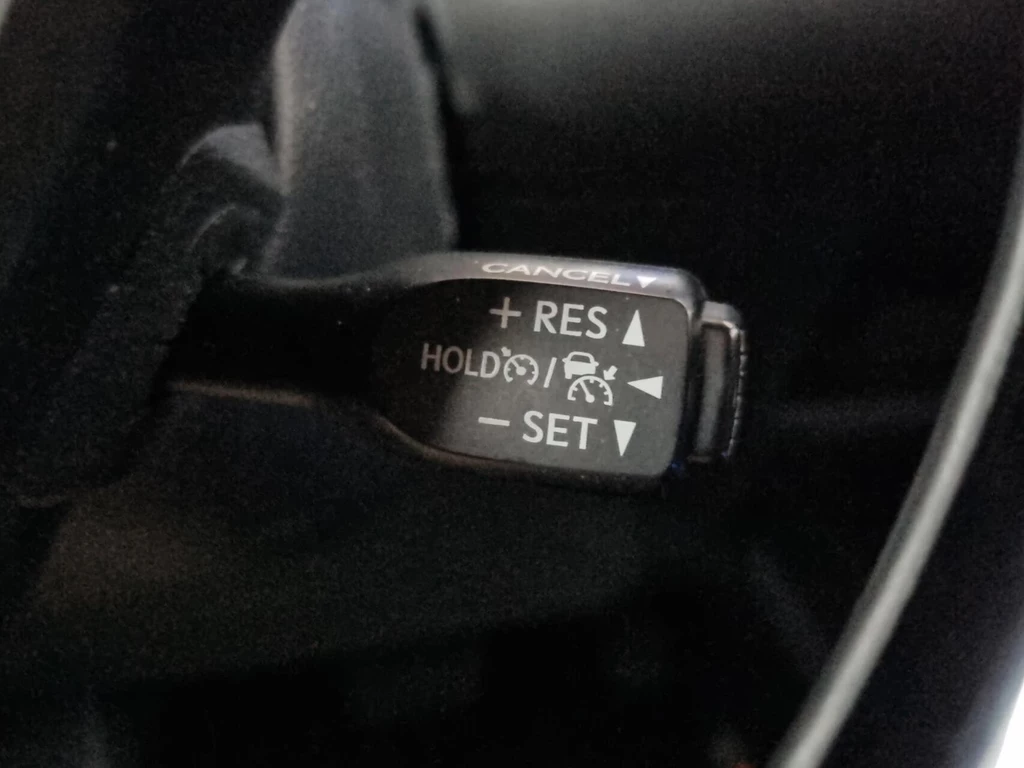 CANCEL▼
+ RES ▲
HOLD / ◀
− SET ▼